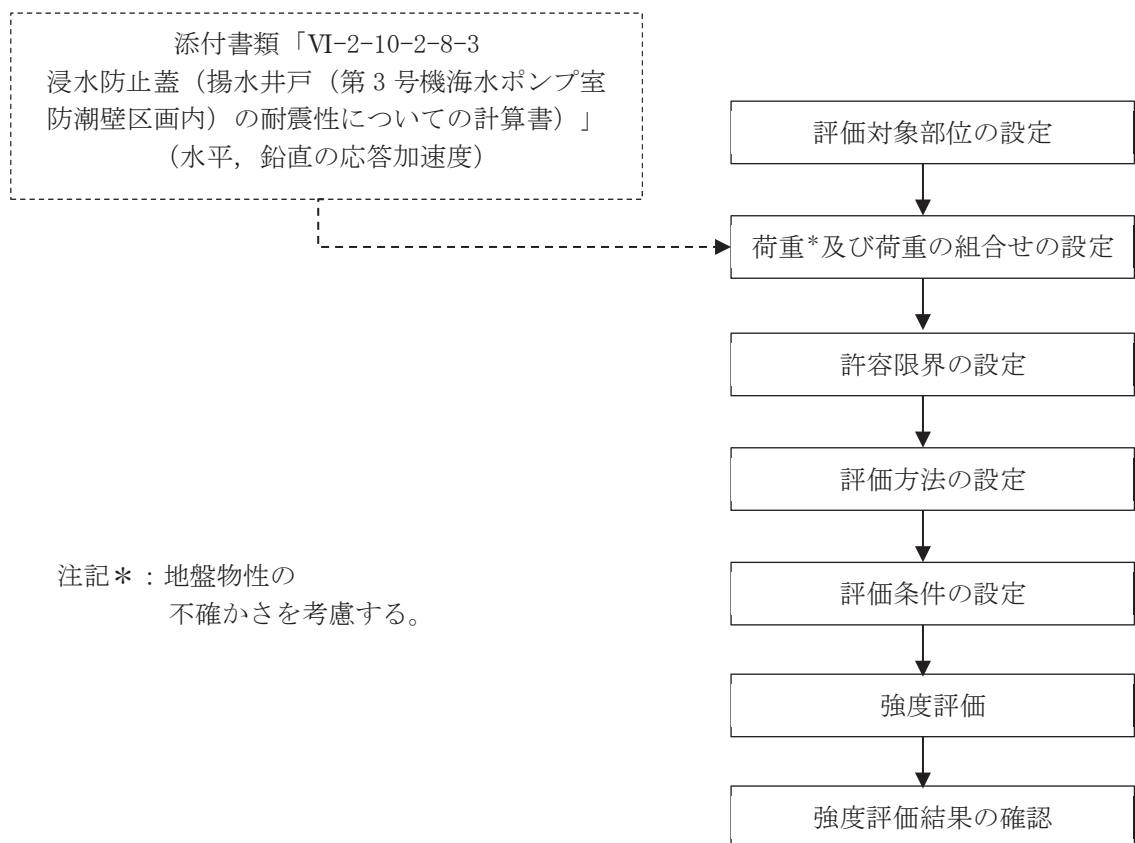 添付書類「Ⅵ-2-10-2-8-3
浸水防止蓋（揚水井戸（第3号機海水ポンプ室
防潮壁区画内）の耐震性についての計算書）」
（水平，鉛直の応答加速度）
評価対象部位の設定
荷重*及び荷重の組合せの設定
許容限界の設定
評価方法の設定
評価条件の設定
強度評価
強度評価結果の確認
注記＊：地盤物性の
不確かさを考慮する。